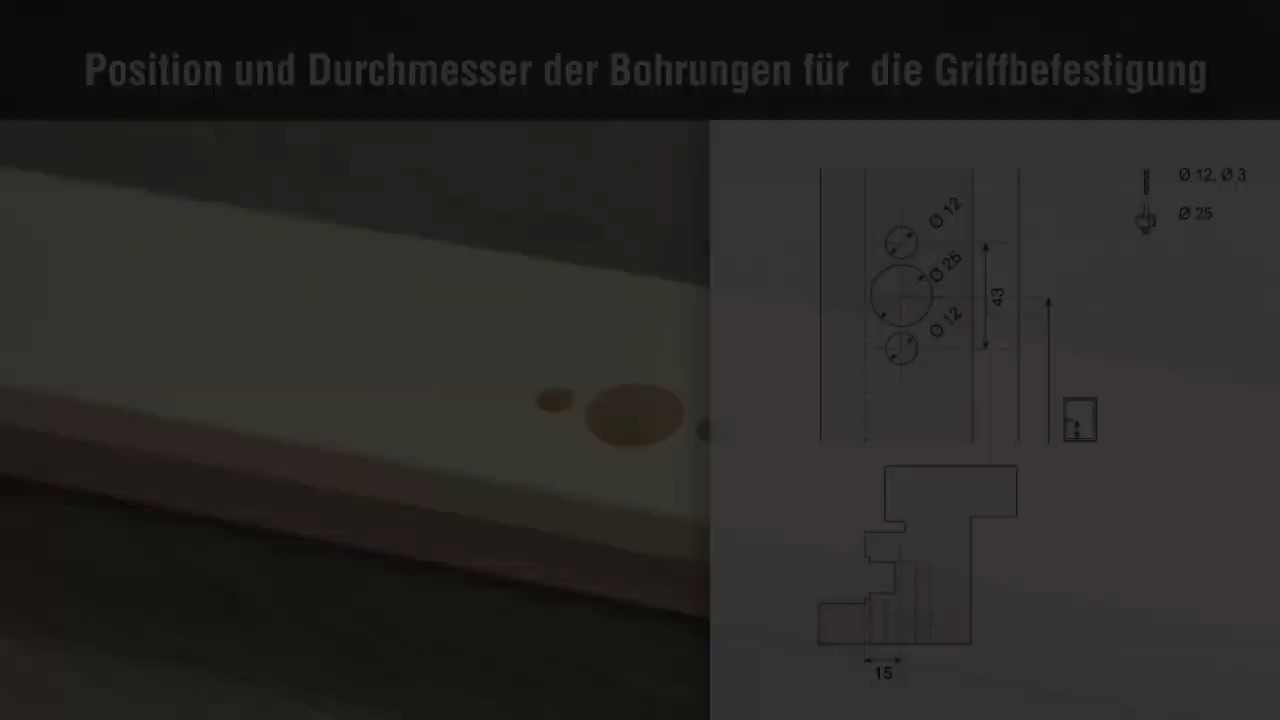 Position und Durchmesser der Bohrungen für die Griffbefestigung
Ø 12, Ø 3
Ø 25
Ø 12
Ø 25
43
Ø 12
15